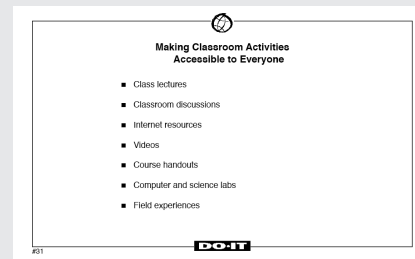 Making Classroom Activities
Accessible to Everyone
■ Class lectures
■ Classroom discussions
■ Internet resources
■ Videos
■ Course handouts
■ Computer and science labs
■ Field experiences
DO-IT
#31